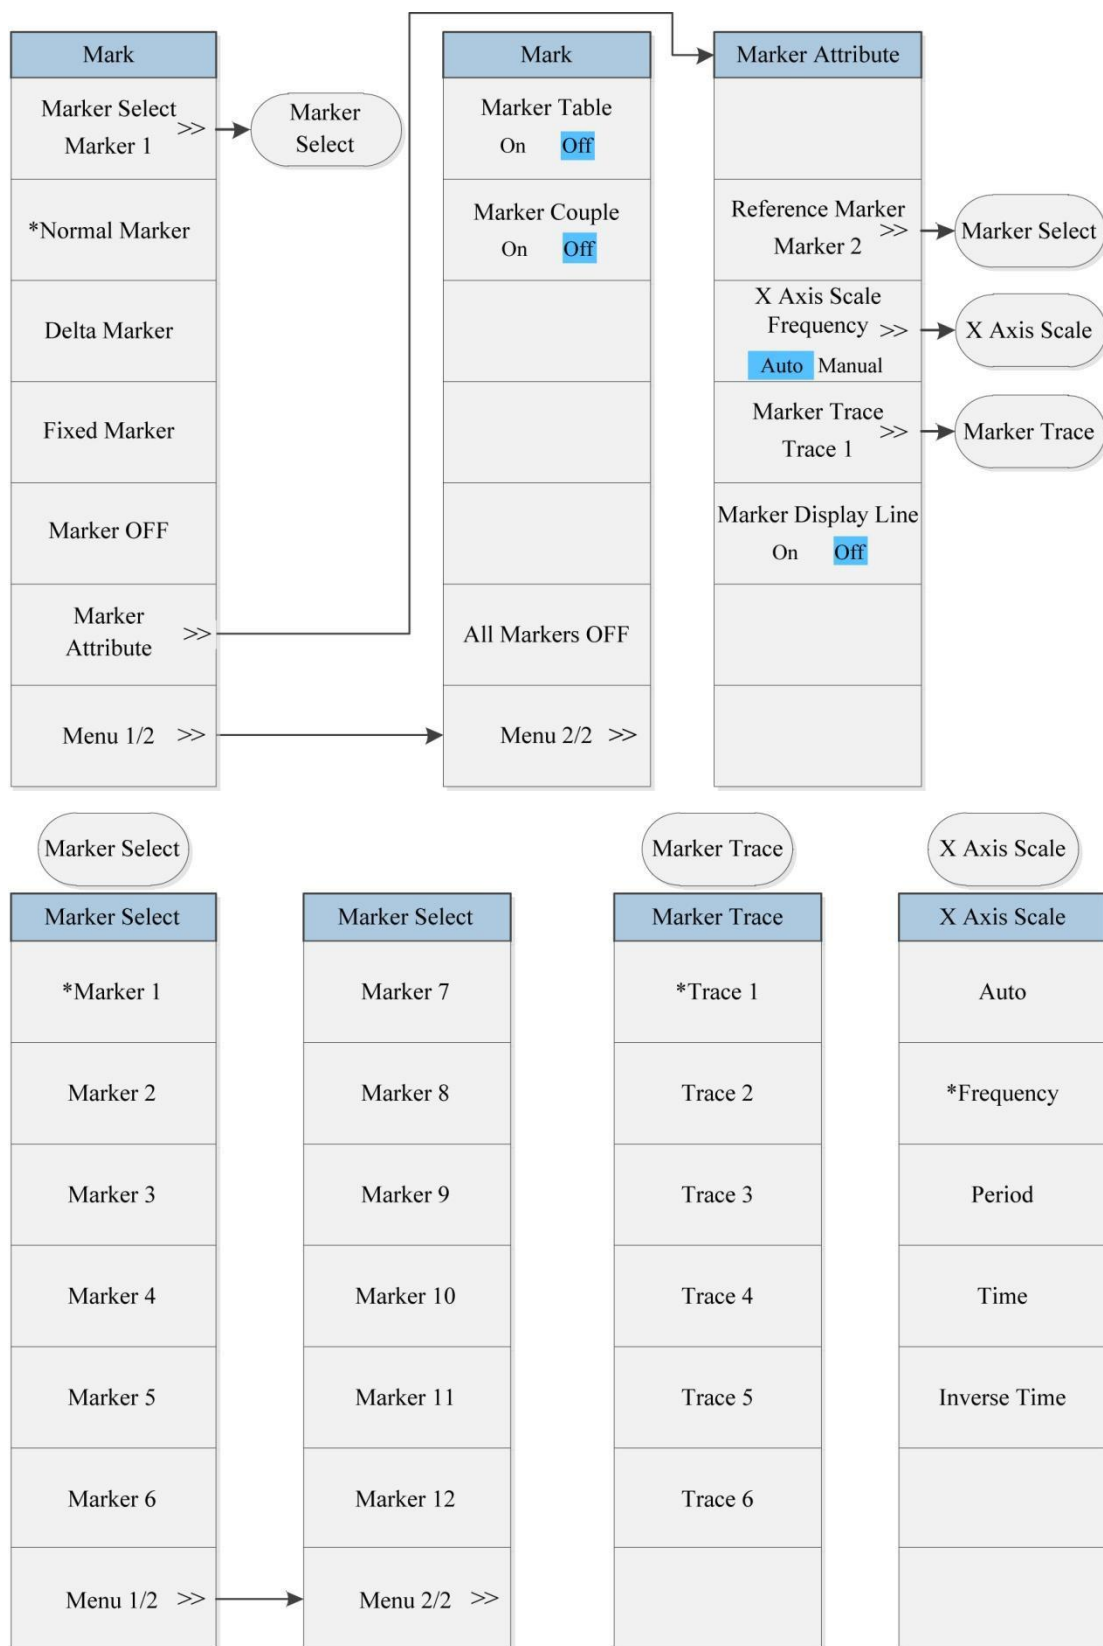 Mark
Marker Select
Marker 1 >>
Marker
Select
*Normal Marker
Delta Marker
Fixed Marker
Marker OFF
Marker
Attribute >>
Menu 1/2 >>
Mark
Marker Table
On Off
Marker Couple
On Off
All Markers OFF
Menu 2/2 >>
Marker Attribute
Reference Marker
Marker 2 >>
Marker Select
X Axis Scale
Frequency >>
Auto Manual
X Axis Scale
Marker Trace
Trace 1 >>
Marker Trace
Marker Display Line
On Off
Marker Select
Marker Select
*Marker 1
Marker 2
Marker 3
Marker 4
Marker 5
Marker 6
Menu 1/2 >>
Marker Select
Marker 7
Marker 8
Marker 9
Marker 10
Marker 11
Marker 12
Menu 2/2 >>
Marker Trace
Marker Trace
*Trace 1
Trace 2
Trace 3
Trace 4
Trace 5
Trace 6
X Axis Scale
X Axis Scale
Auto
*Frequency
Period
Time
Inverse Time